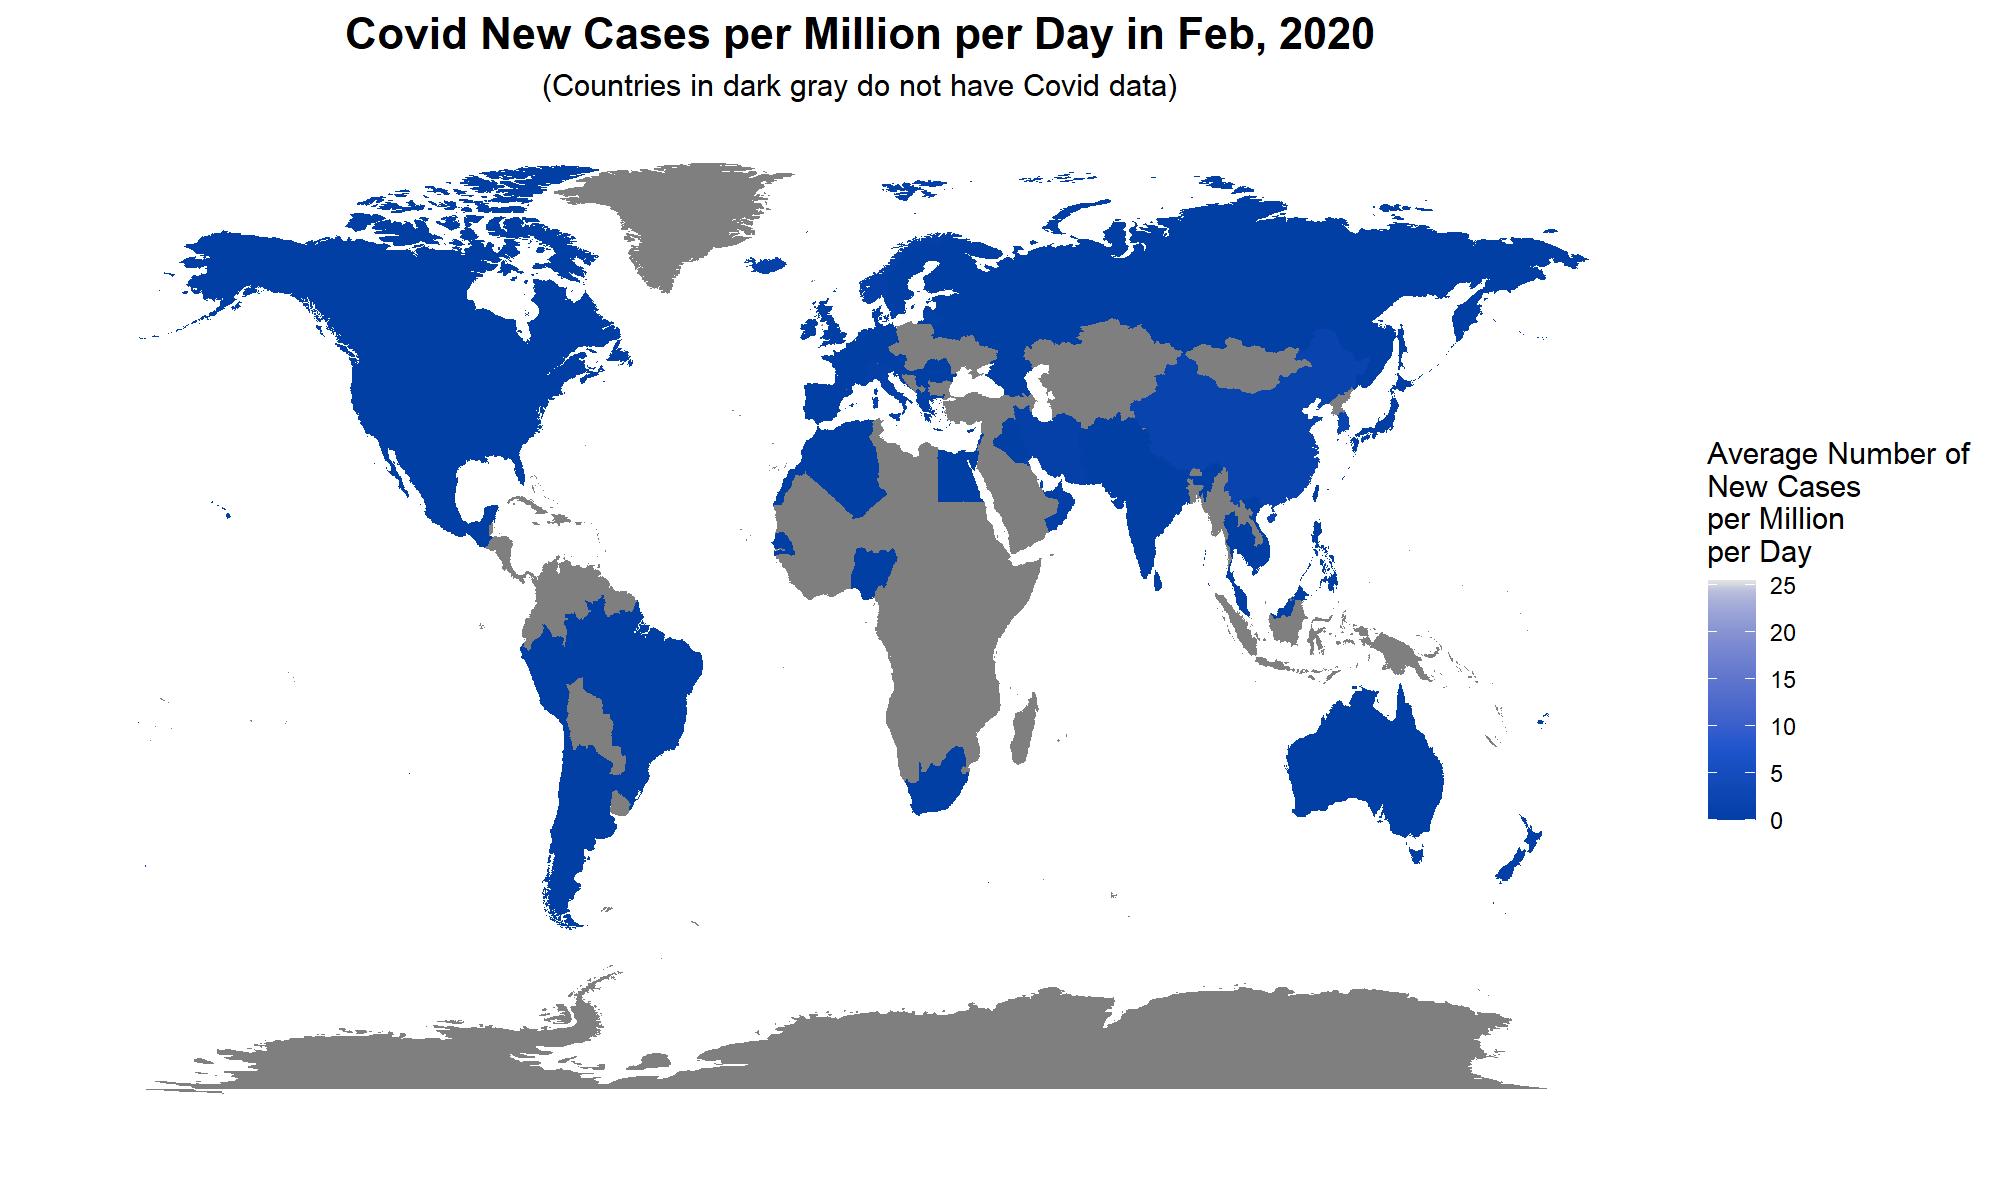 Covid New Cases per Million per Day in Feb, 2020
(Countries in dark gray do not have Covid data)
Average Number of
New Cases
per Million
per Day
25
20
15
10
5
0